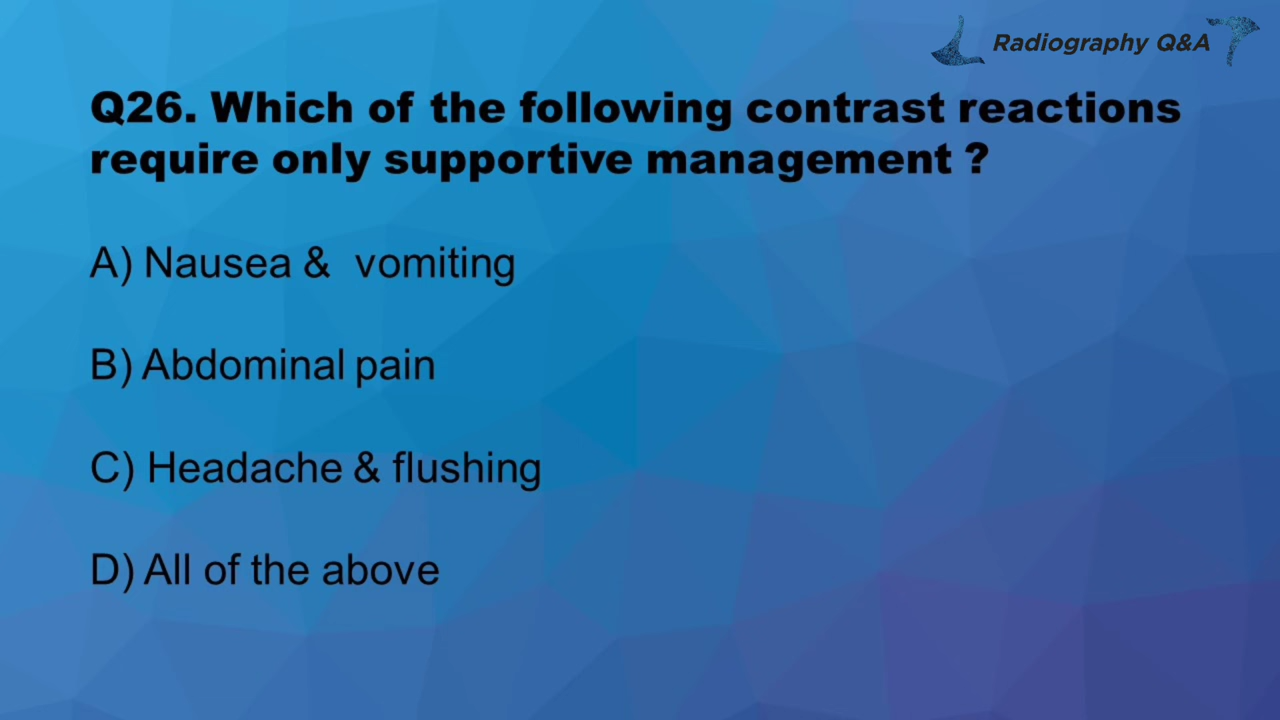 Radiography Q&A
Q26. Which of the following contrast reactions
require only supportive management ?
A) Nausea & vomiting
B) Abdominal pain
C) Headache & flushing
D) All of the above